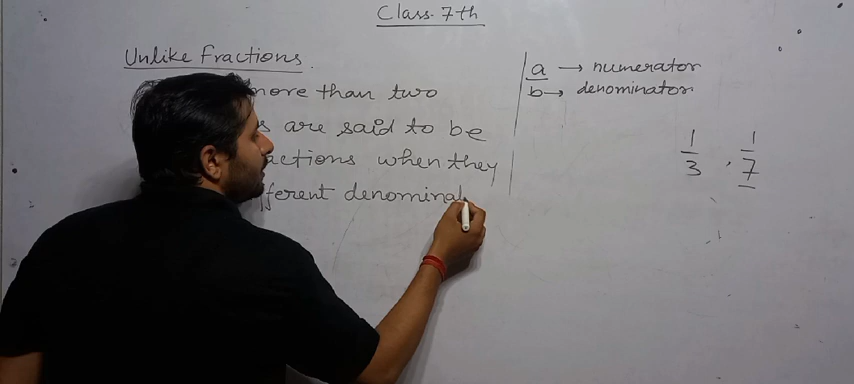 Class-7th
Unlike fractions.
more than two
are said to be
actions when they
fferent denominat
a → numerator
b → denominator.
1/3 , 1/7